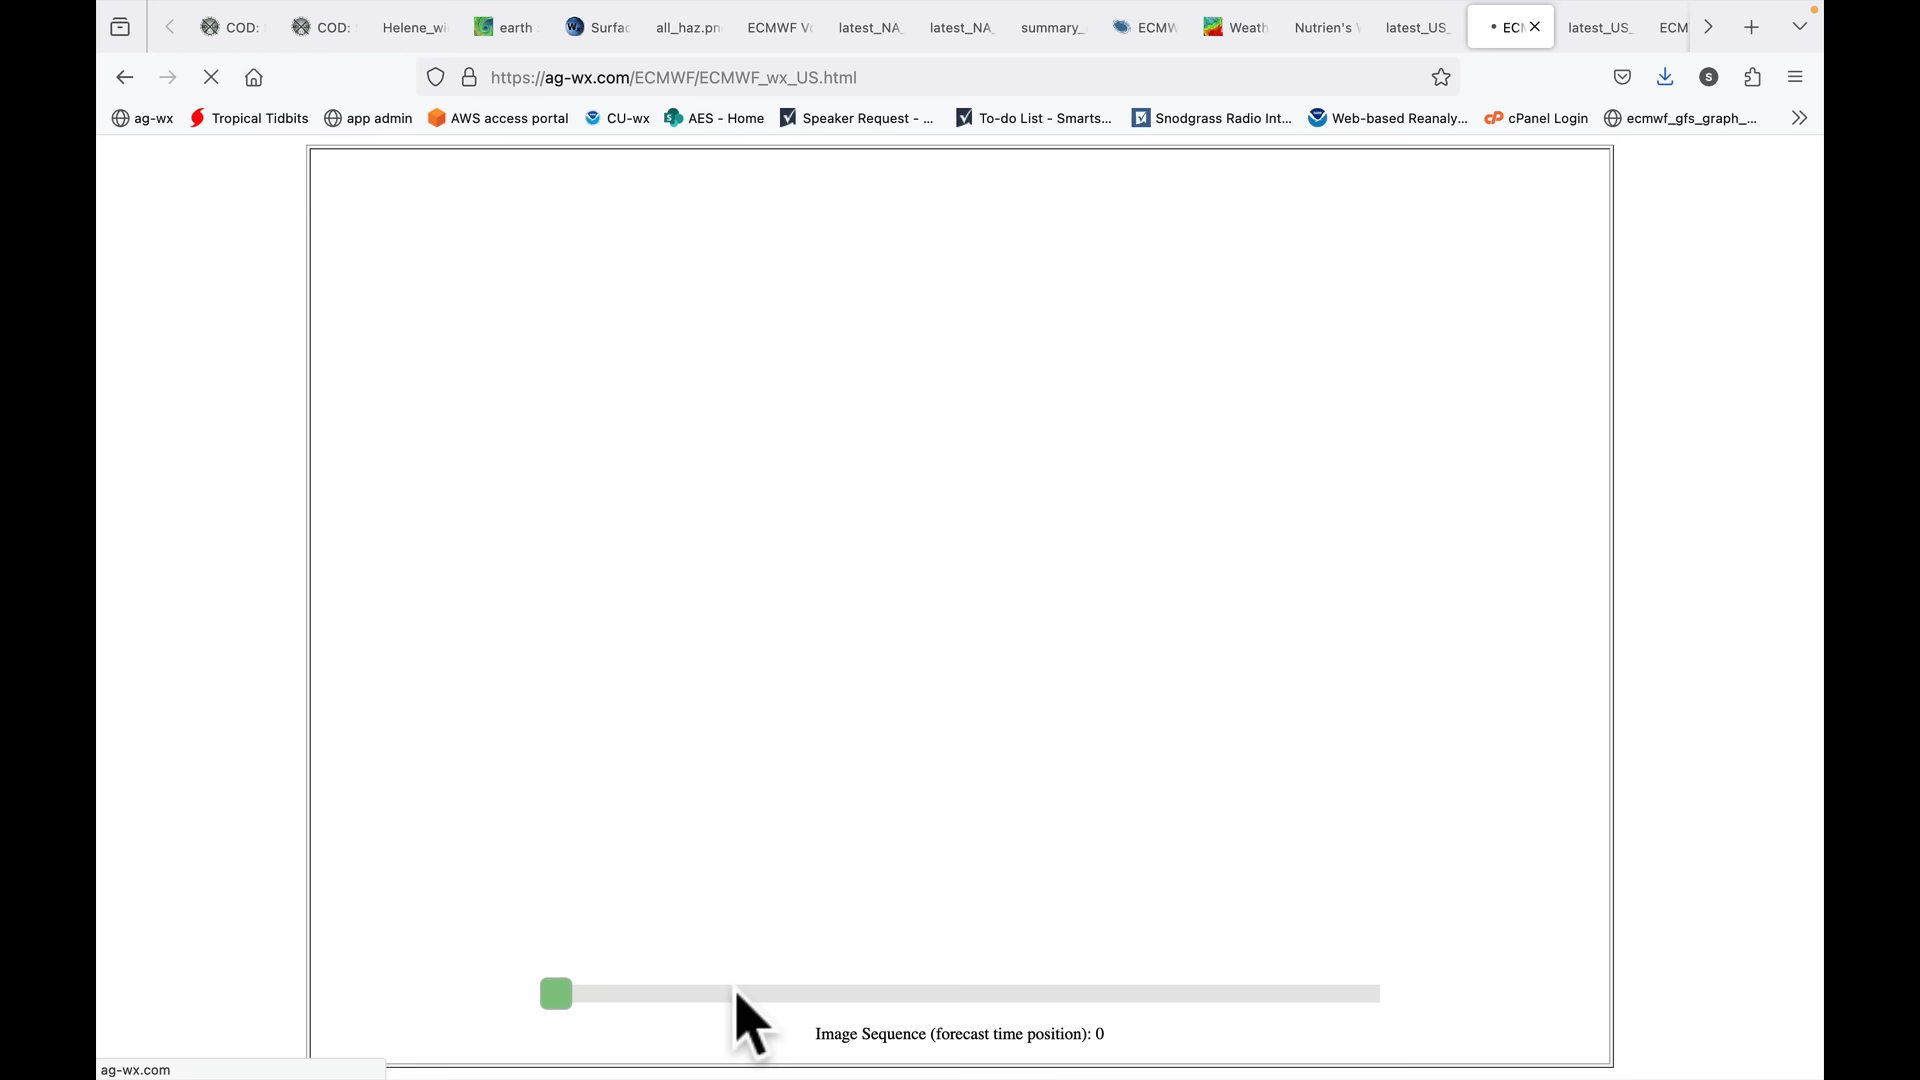 COD:
COD:
Helene_wi
earth
Surfac
all_haz.pn
ECMWF V
latest_NA_
latest_NA_
summary_
ECMW
Weath
Nutrien's
latest_US_
EC
latest_US_
ECM
https://ag-wx.com/ECMWF/ECMWF_wx_US.html
S
ag-wx
Tropical Tidbits
app admin
AWS access portal
CU-wx
AES - Home
Speaker Request - ...
To-do List - Smarts...
Snodgrass Radio Int...
Web-based Reanaly...
cPanel Login
ecmwf_gfs_graph_...
Image Sequence (forecast time position): 0
ag-wx.com